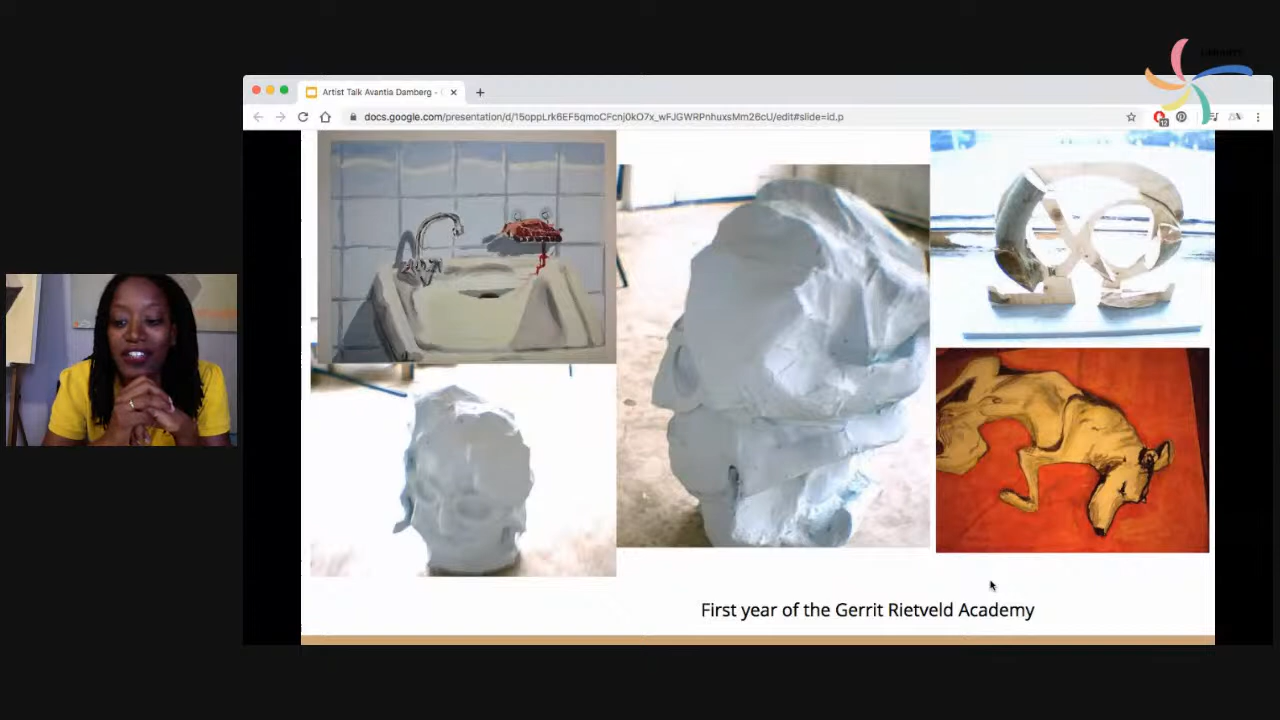 Artist Talk Avantia Damberg - 
docs.google.com/presentation/d/15oppLrk6EF5qmoCFcnj0kO7x_wFJGWRPnhuxsMm26cU/edit#slide=id.p
12
First year of the Gerrit Rietveld Academy